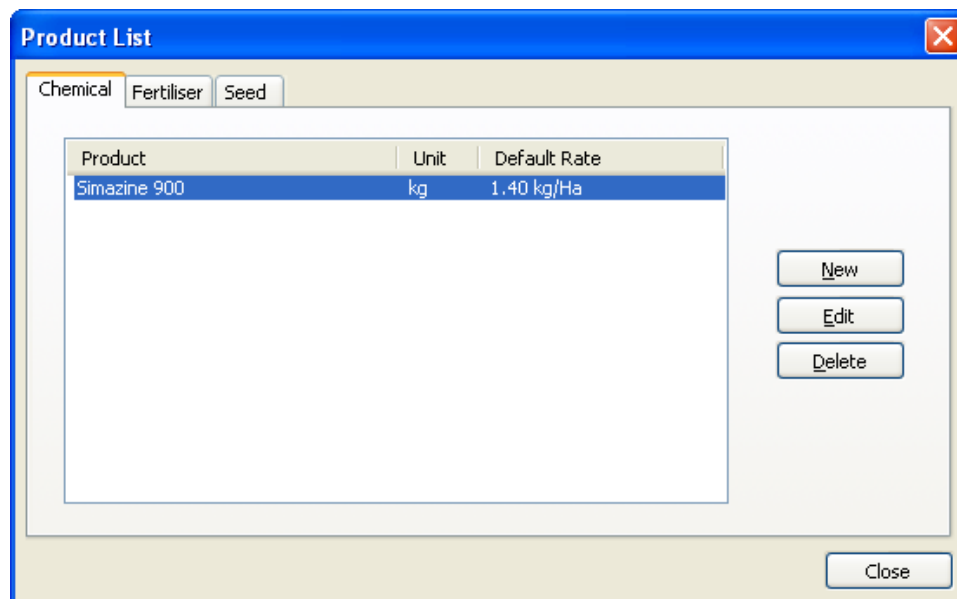 Product List
Chemical Fertiliser Seed
Product Unit Default Rate
Simazine 900 kg 1.40 kg/Ha
New
Edit
Delete
Close